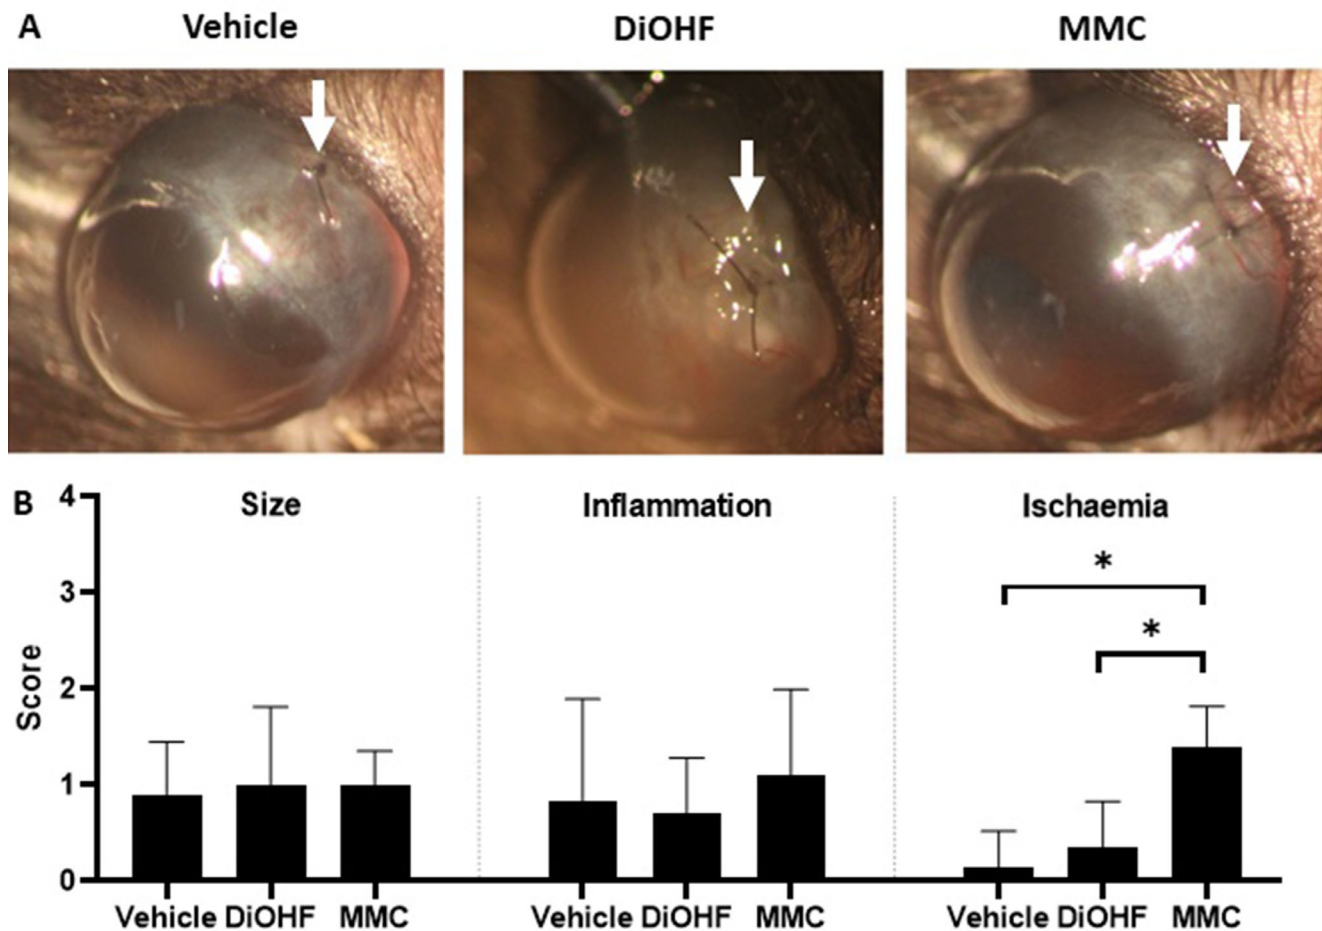 A
Vehicle DiOHF MMC
B
Size Inflammation Ischaemia
4
3
2
1
0
Score
*
*
Vehicle DiOHF MMC Vehicle DiOHF MMC Vehicle DiOHF MMC